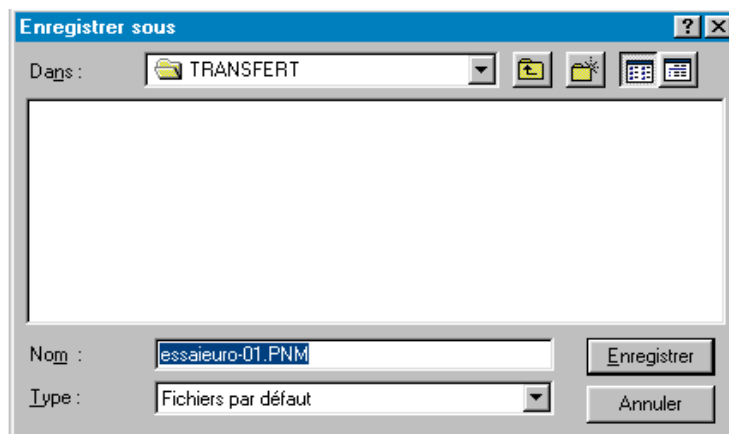 Enregistrer sous
Dans : TRANSFERT
Nom : essaieuro-01.PNM Enregistrer
Type : Fichiers par défaut Annuler